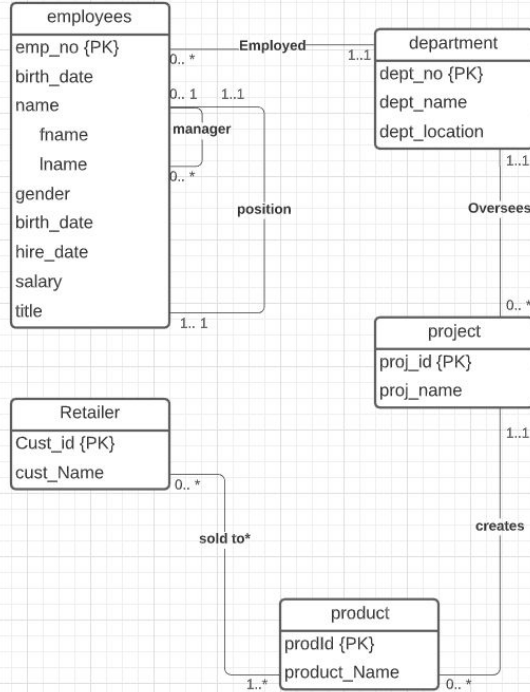 employees
emp_no {PK}
birth_date
name
fname
lname
gender
birth_date
hire_date
salary
title
0.. *
Employed
1..1
department
dept_no {PK}
dept_name
dept_location
0.. 1
1..1
manager
0.. *
position
1.. 1
1..1
Oversees
0.. *
project
proj_id {PK}
proj_name
1..1
creates
0.. *
Retailer
Cust_id {PK}
cust_Name
0.. *
sold to*
1..*
product
prodId {PK}
product_Name